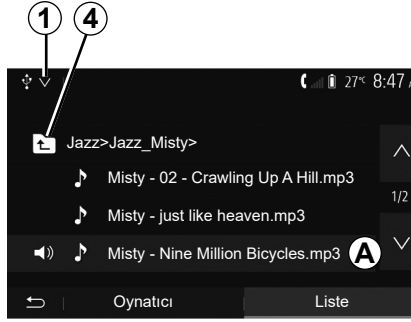 1 4
27°C 8:47
Jazz>Jazz_Misty>
Misty - 02 - Crawling Up A Hill.mp3
1/2
Misty - just like heaven.mp3
Misty - Nine Million Bicycles.mp3 A
Oynatıcı Liste